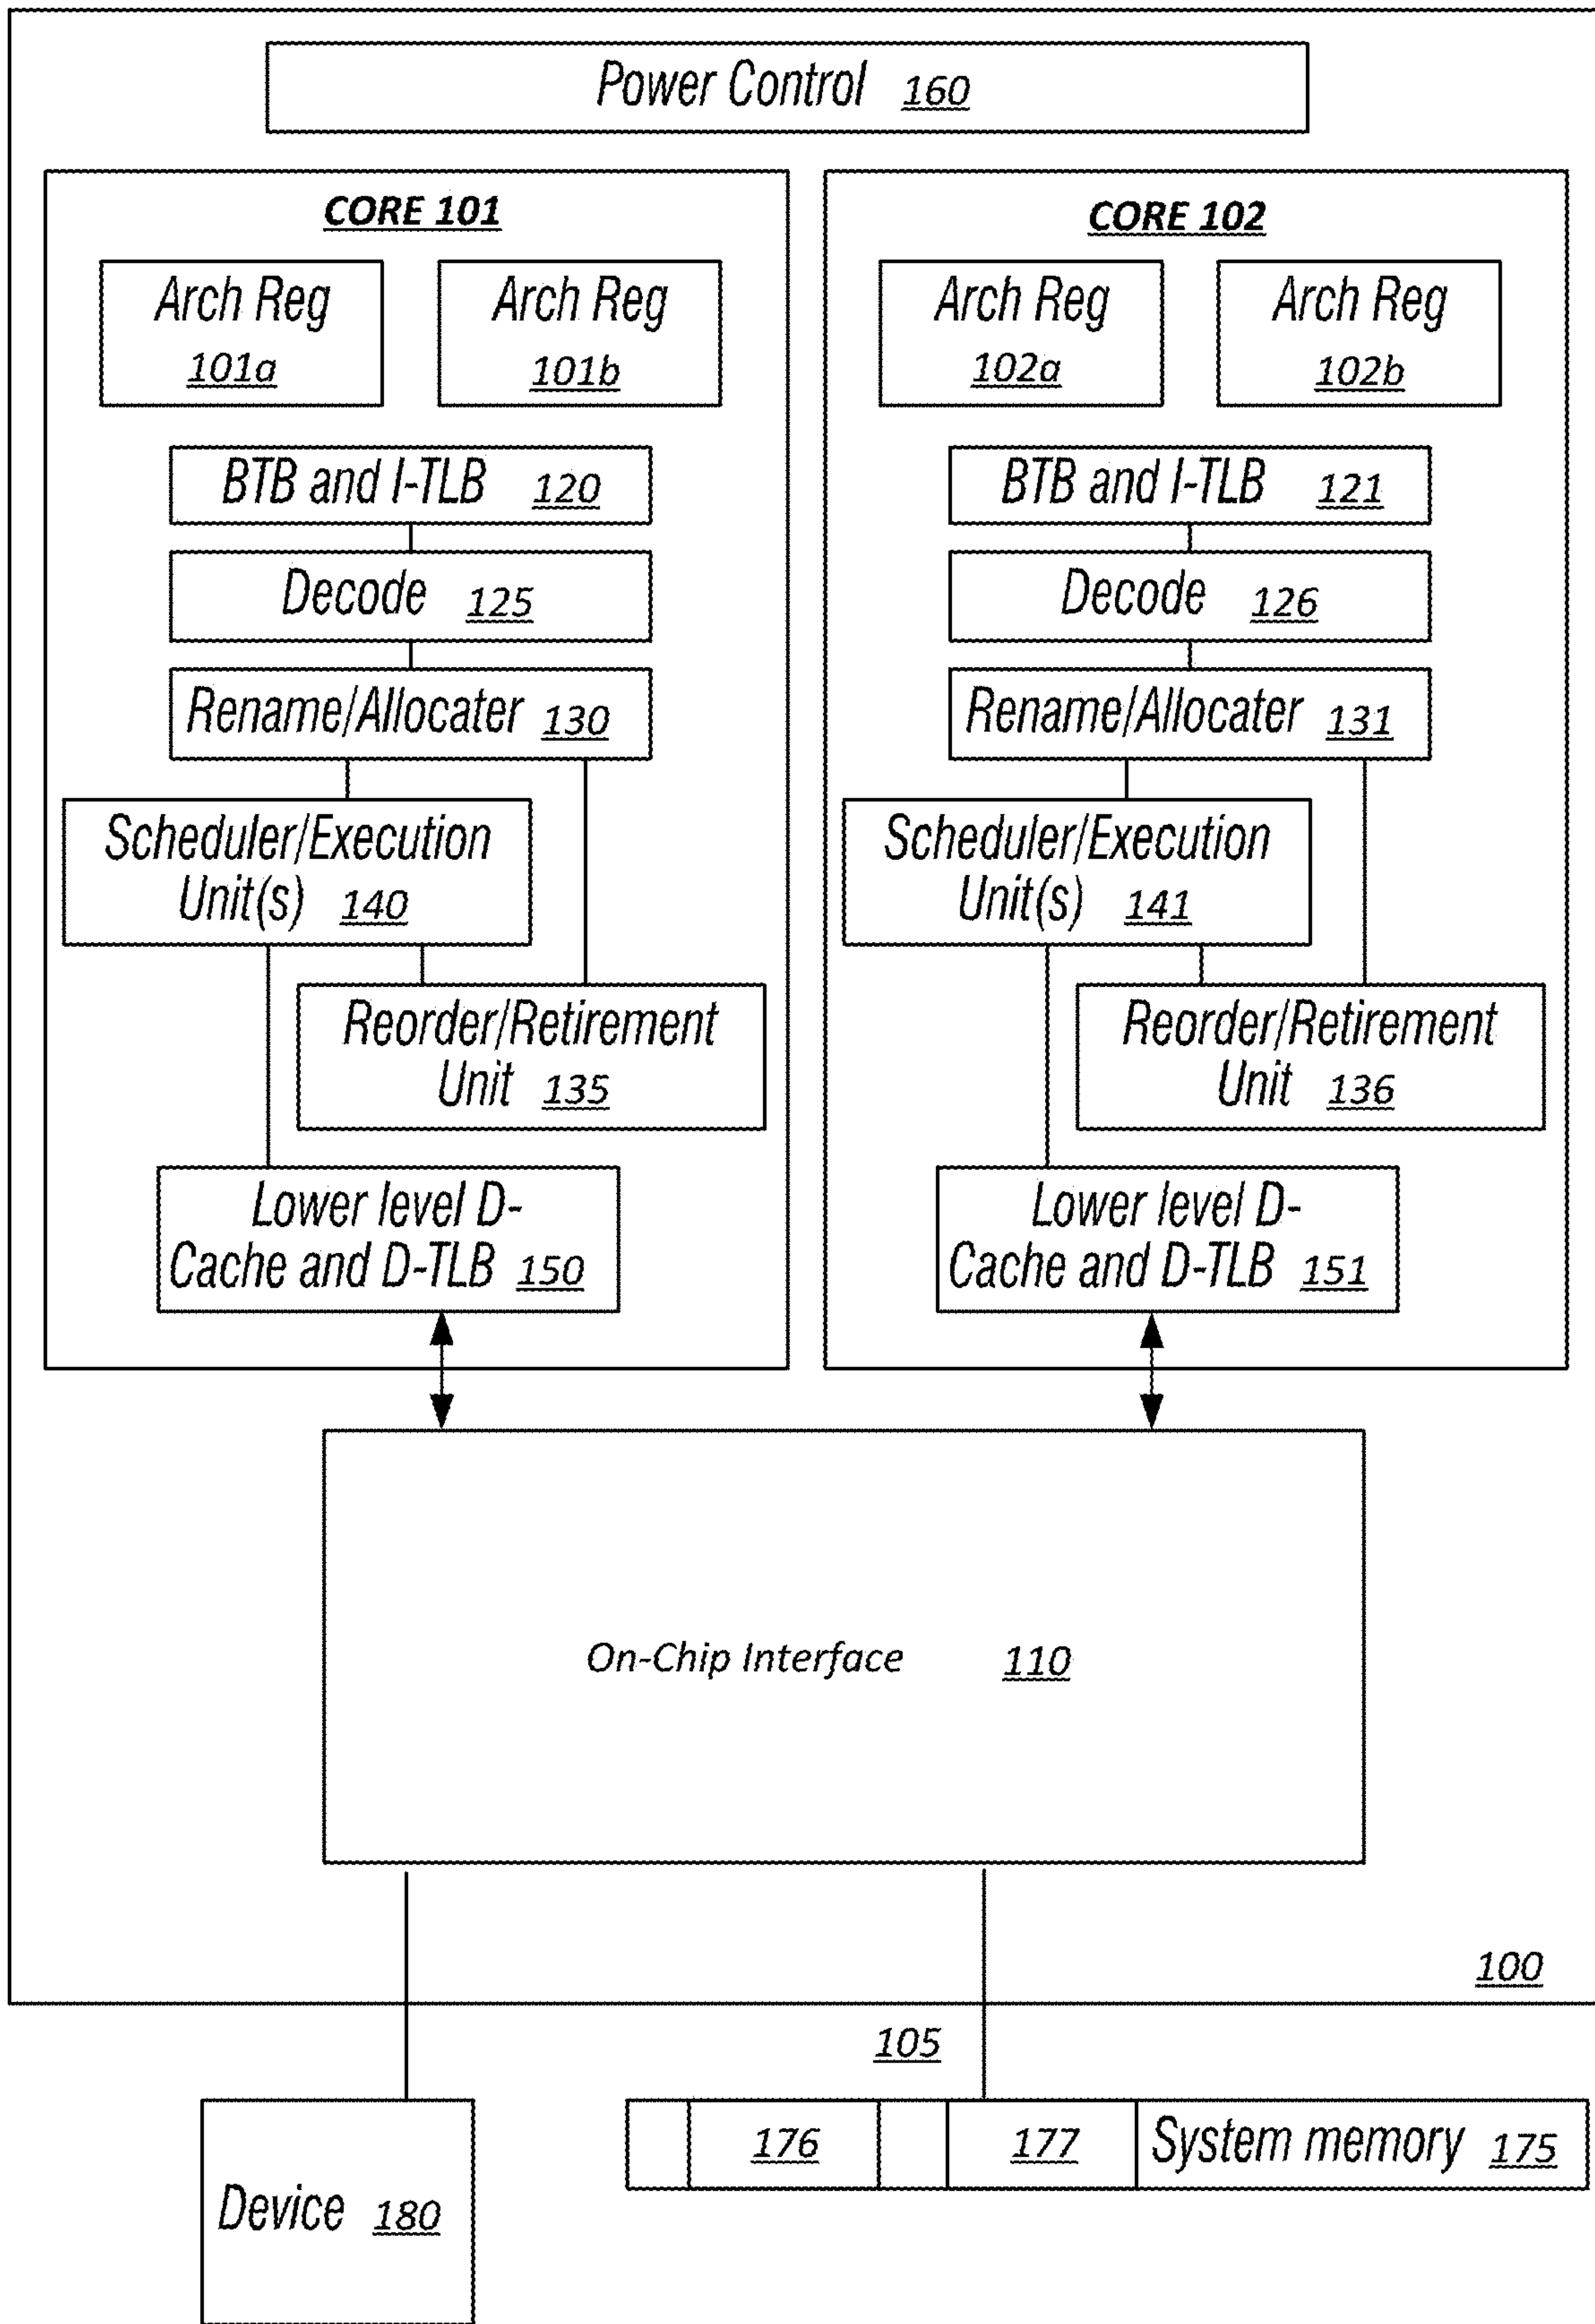 Power Control 160
CORE 101
Arch Reg
101a
Arch Reg
101b
BTB and I-TLB 120
Decode 125
Rename/Allocater 130
Scheduler/Execution
Unit(s) 140
Reorder/Retirement
Unit 135
Lower level D-
Cache and D-TLB 150
CORE 102
Arch Reg
102a
Arch Reg
102b
BTB and I-TLB 121
Decode 126
Rename/Allocater 131
Scheduler/Execution
Unit(s) 141
Reorder/Retirement
Unit 136
Lower level D-
Cache and D-TLB 151
On-Chip Interface 110
100
105
176
177
System memory 175
Device 180